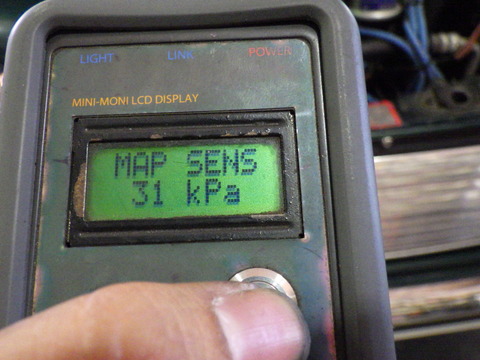 LIGHT LINK POWER
MINI-MONI LCD DISPLAY
MAP SENS
31 kPa